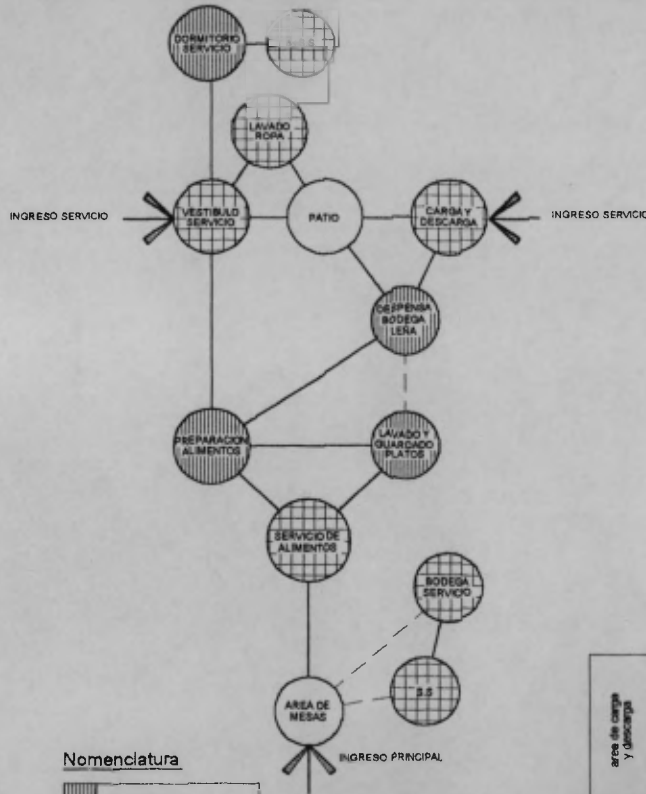 DORMITORIO
SERVICIO
LAVADO
ROPA
INGRESO SERVICIO
VESTIBULO
SERVICIO
PATIO
CARGA Y
DESCARGA
INGRESO SERVICIO
DESPENSA
BODEGA
LEÑA
PREPARACION
ALIMENTOS
LAVADO Y
GUARDADO
PLATOS
SERVICIO DE
ALIMENTOS
BODEGA
SERVICIO
S.S
AREA DE
MESAS
INGRESO PRINCIPAL
area de carga
y descarga
Nomenclatura